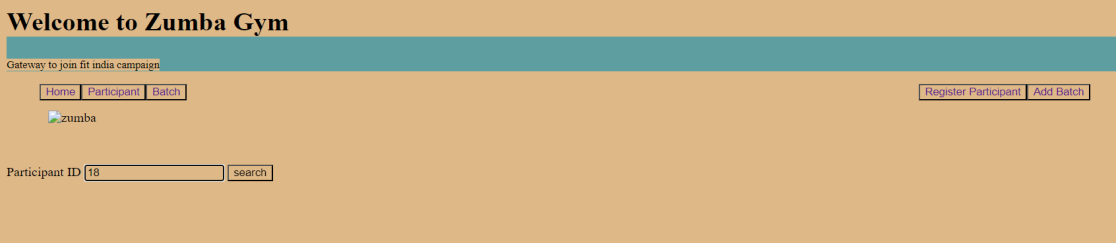 Welcome to Zumba Gym
Gateway to join fit india campaign
Home Participant Batch Register Participant Add Batch
zumba
Participant ID 18 search